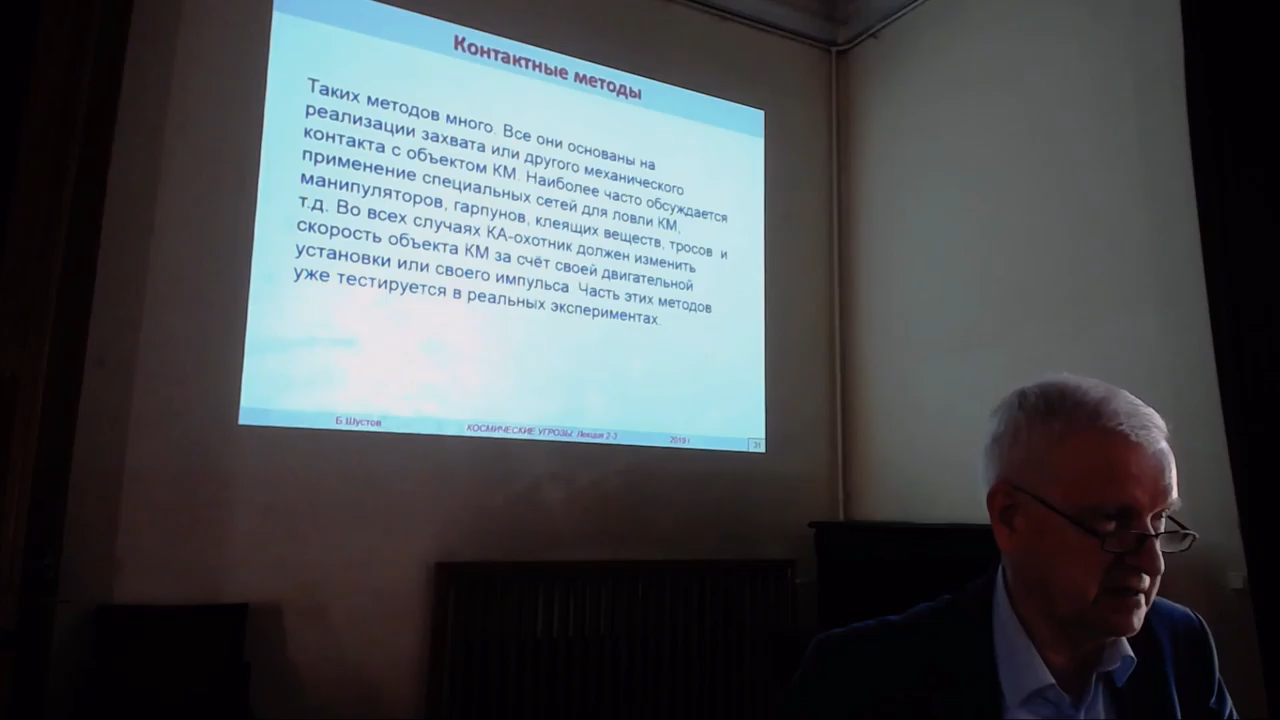 Контактные методы
Таких методов много. Все они основаны на
реализации захвата или другого механического
контакта с объектом КМ. Наиболее часто обсуждается
применение специальных сетей для ловли КМ,
манипуляторов, гарпунов, клеящих веществ, тросов и
т.д. Во всех случаях КА-охотник должен изменить
скорость объекта КМ за счёт своей двигательной
установки или своего импульса. Часть этих методов
уже тестируется в реальных экспериментах.
Б.Шустов
КОСМИЧЕСКИЕ УГРОЗЫ: Лекция 2-3
2019 г
31